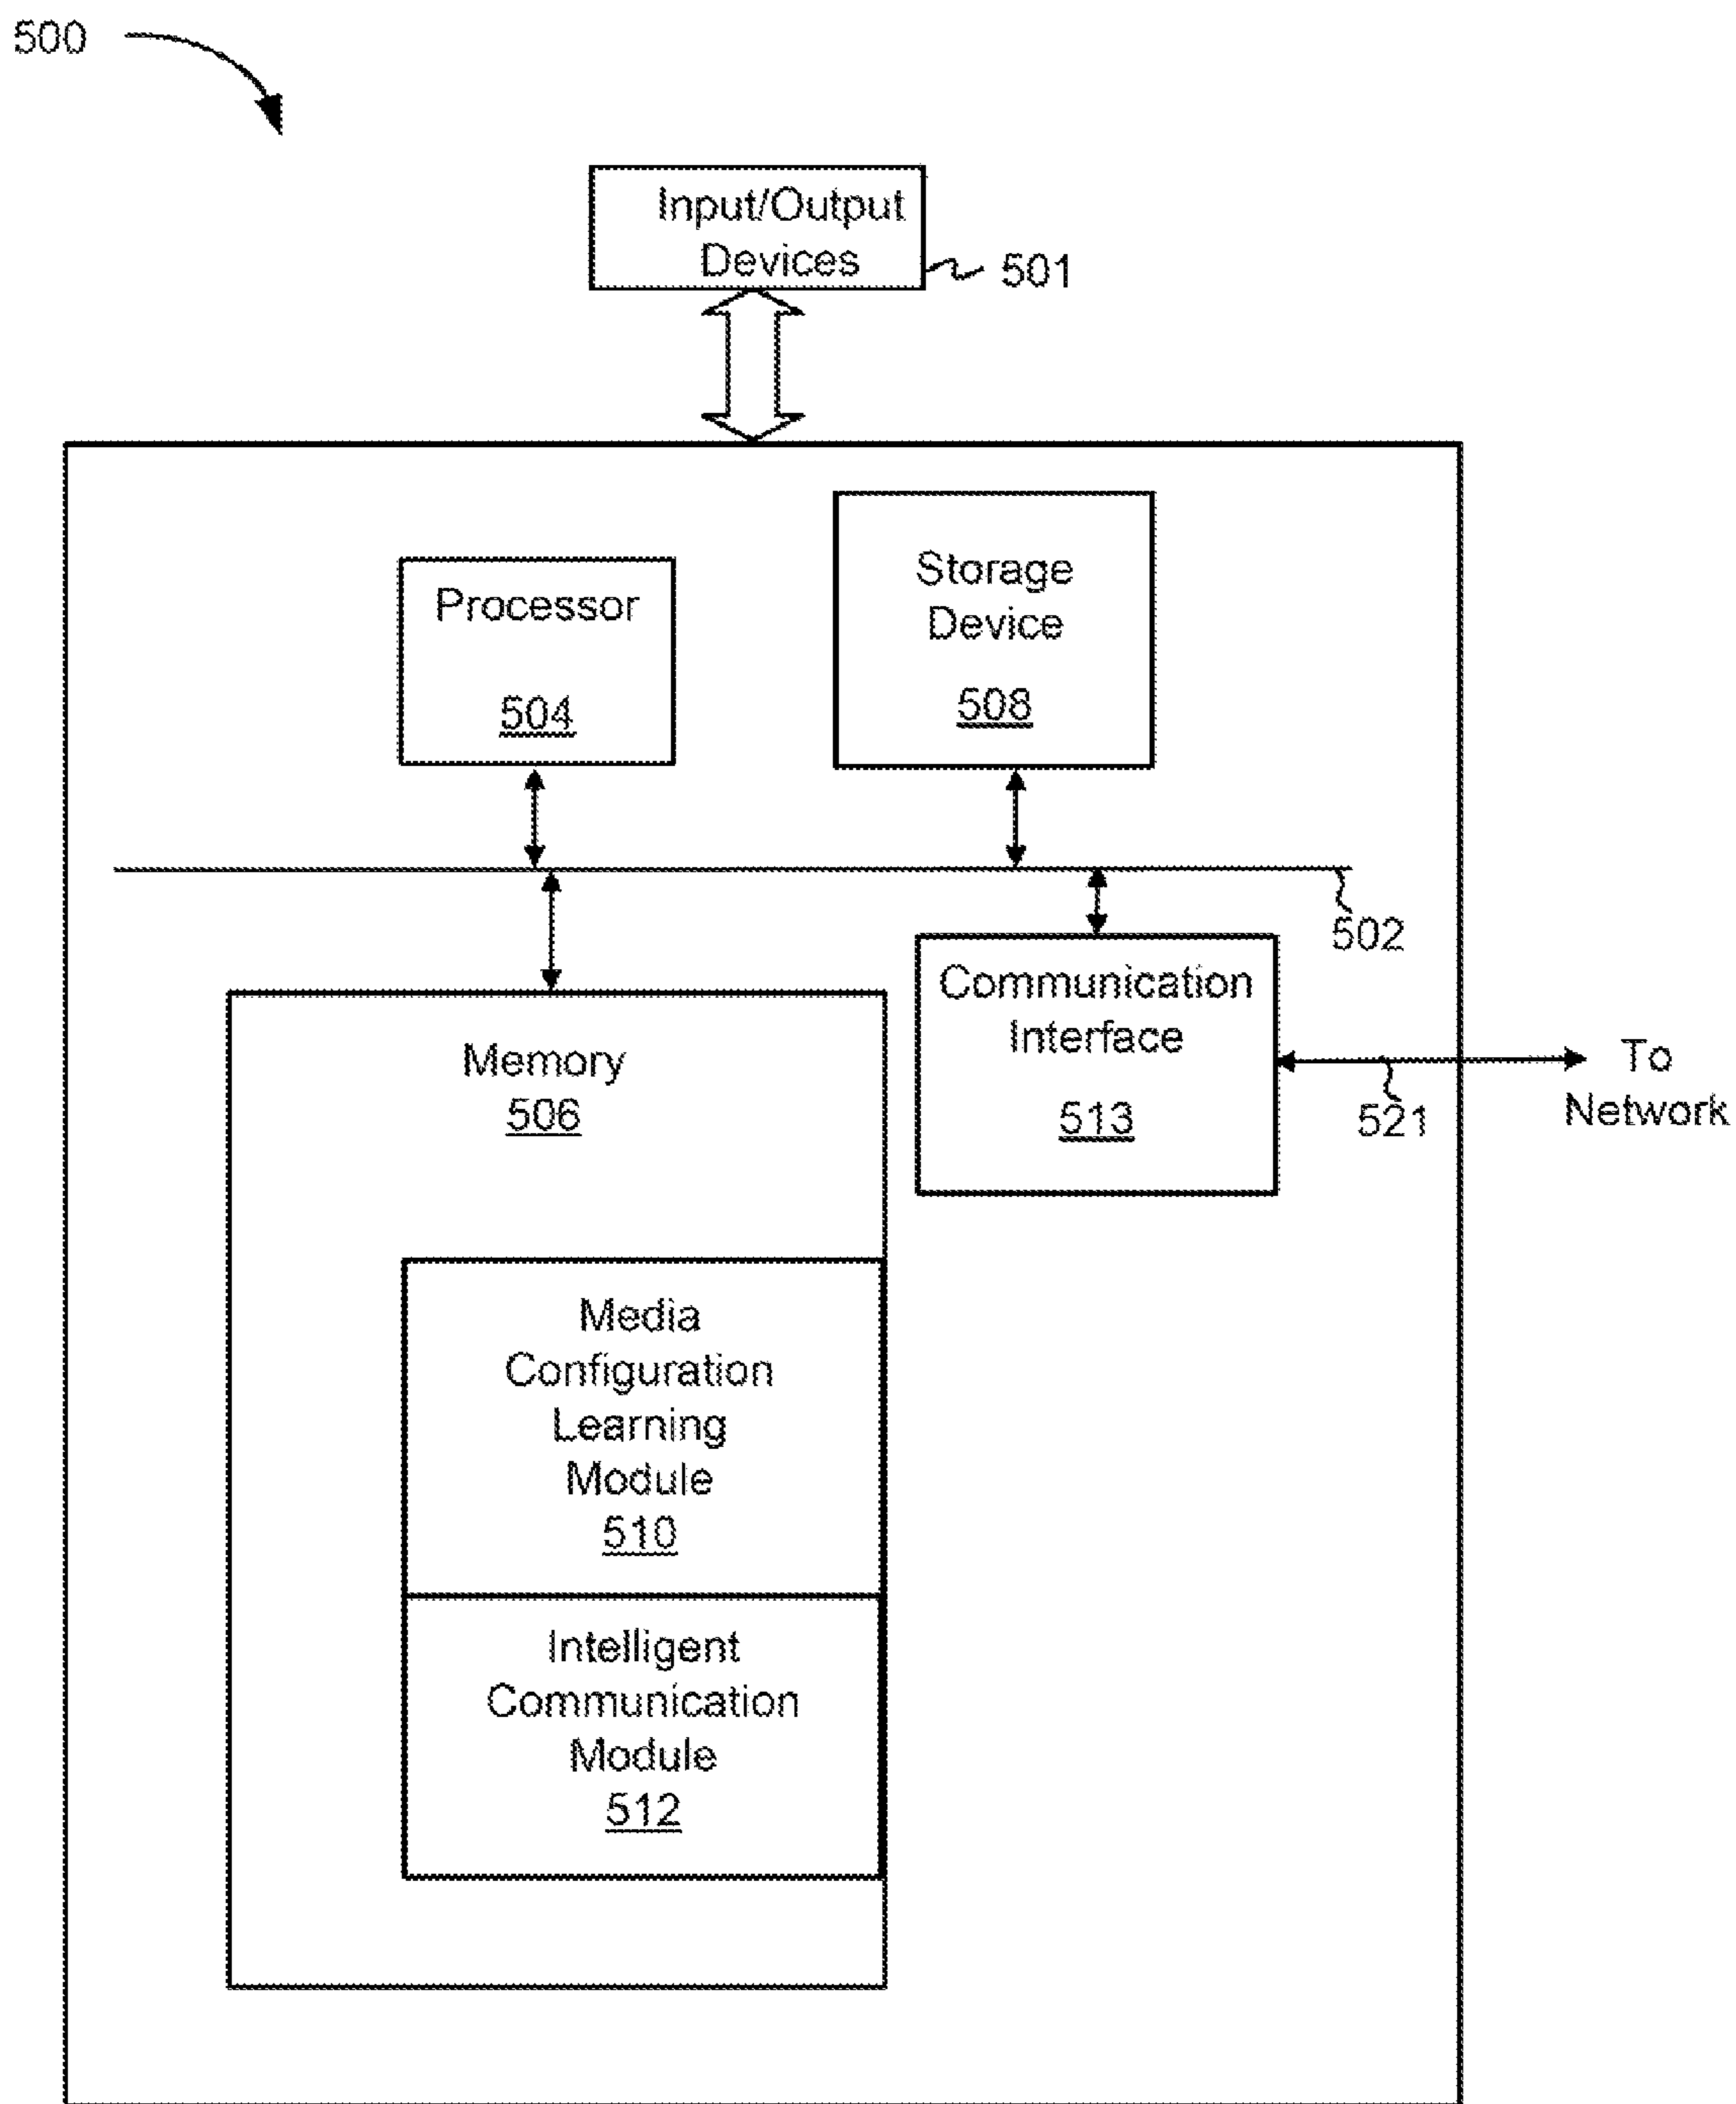 500
Input/Output
Devices
501
Processor
504
Storage
Device
508
502
Memory
506
Communication
Interface
513
521
To
Network
Media
Configuration
Learning
Module
510
Intelligent
Communication
Module
512